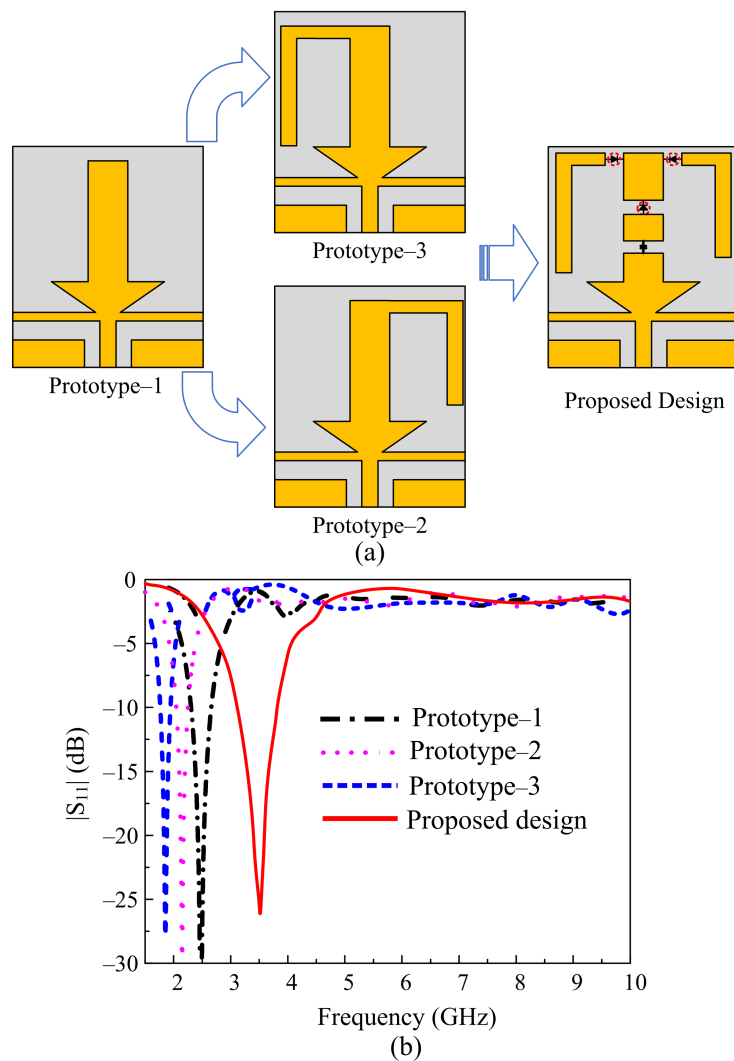 Prototype–3
Prototype–1
Proposed Design
Prototype–2
(a)
0
–5
–10
–15
–20
–25
–30
|S11| (dB)
Prototype–1
Prototype–2
Prototype–3
Proposed design
2 3 4 5 6 7 8 9 10
Frequency (GHz)
(b)